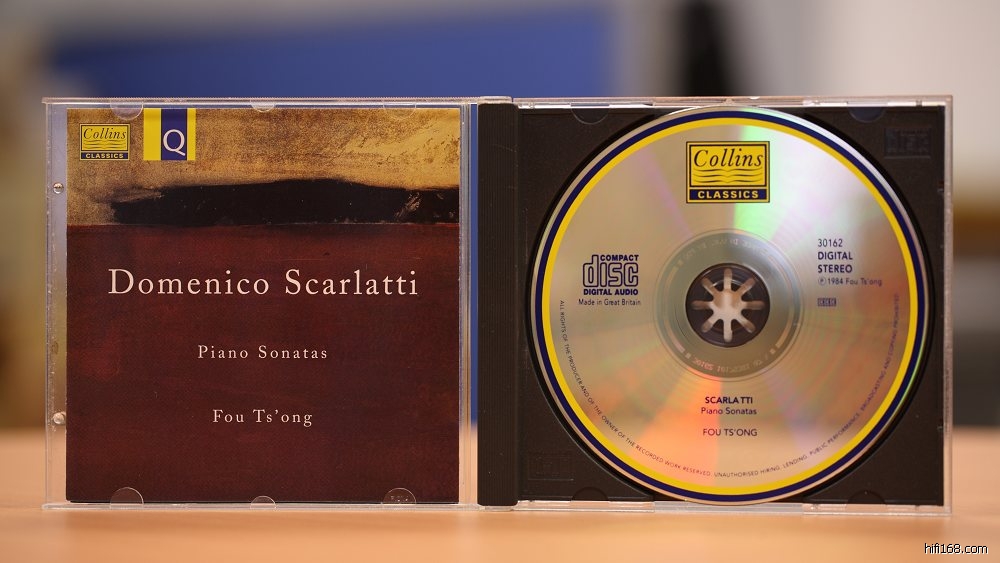 Collins
CLASSICS
Q
Domenico Scarlatti
Piano Sonatas
Fou Ts'ong
Collins
CLASSICS
COMPACT
disc
DIGITAL AUDIO
Made in Great Britain
30162
DIGITAL
STEREO
℗ 1984 Fou Ts'ong
SCARLATTI
Piano Sonatas
FOU TS'ONG
ALL RIGHTS OF THE PRODUCER AND OF THE OWNER OF THE RECORDED WORK RESERVED. UNAUTHORISED HIRING, LENDING, PUBLIC PERFORMANCE, BROADCASTING AND COPYING PROHIBITED
hifi168.com